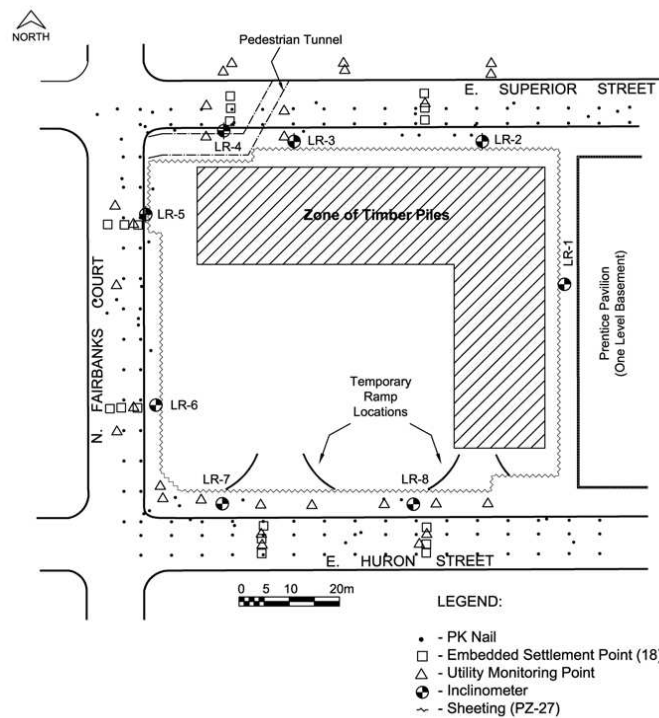 Pedestrian Tunnel
NORTH
E. SUPERIOR STREET
LR-4
LR-3
LR-2
LR-5
Zone of Timber Piles
LR-1
N. FAIRBANKS COURT
Prentice Pavilion
(One Level Basement)
Temporary
Ramp
Locations
LR-6
LR-7
LR-8
E. HURON STREET
0 5 10 20m
LEGEND:
- PK Nail
- Embedded Settlement Point (18)
- Utility Monitoring Point
- Inclinometer
- Sheeting (PZ-27)